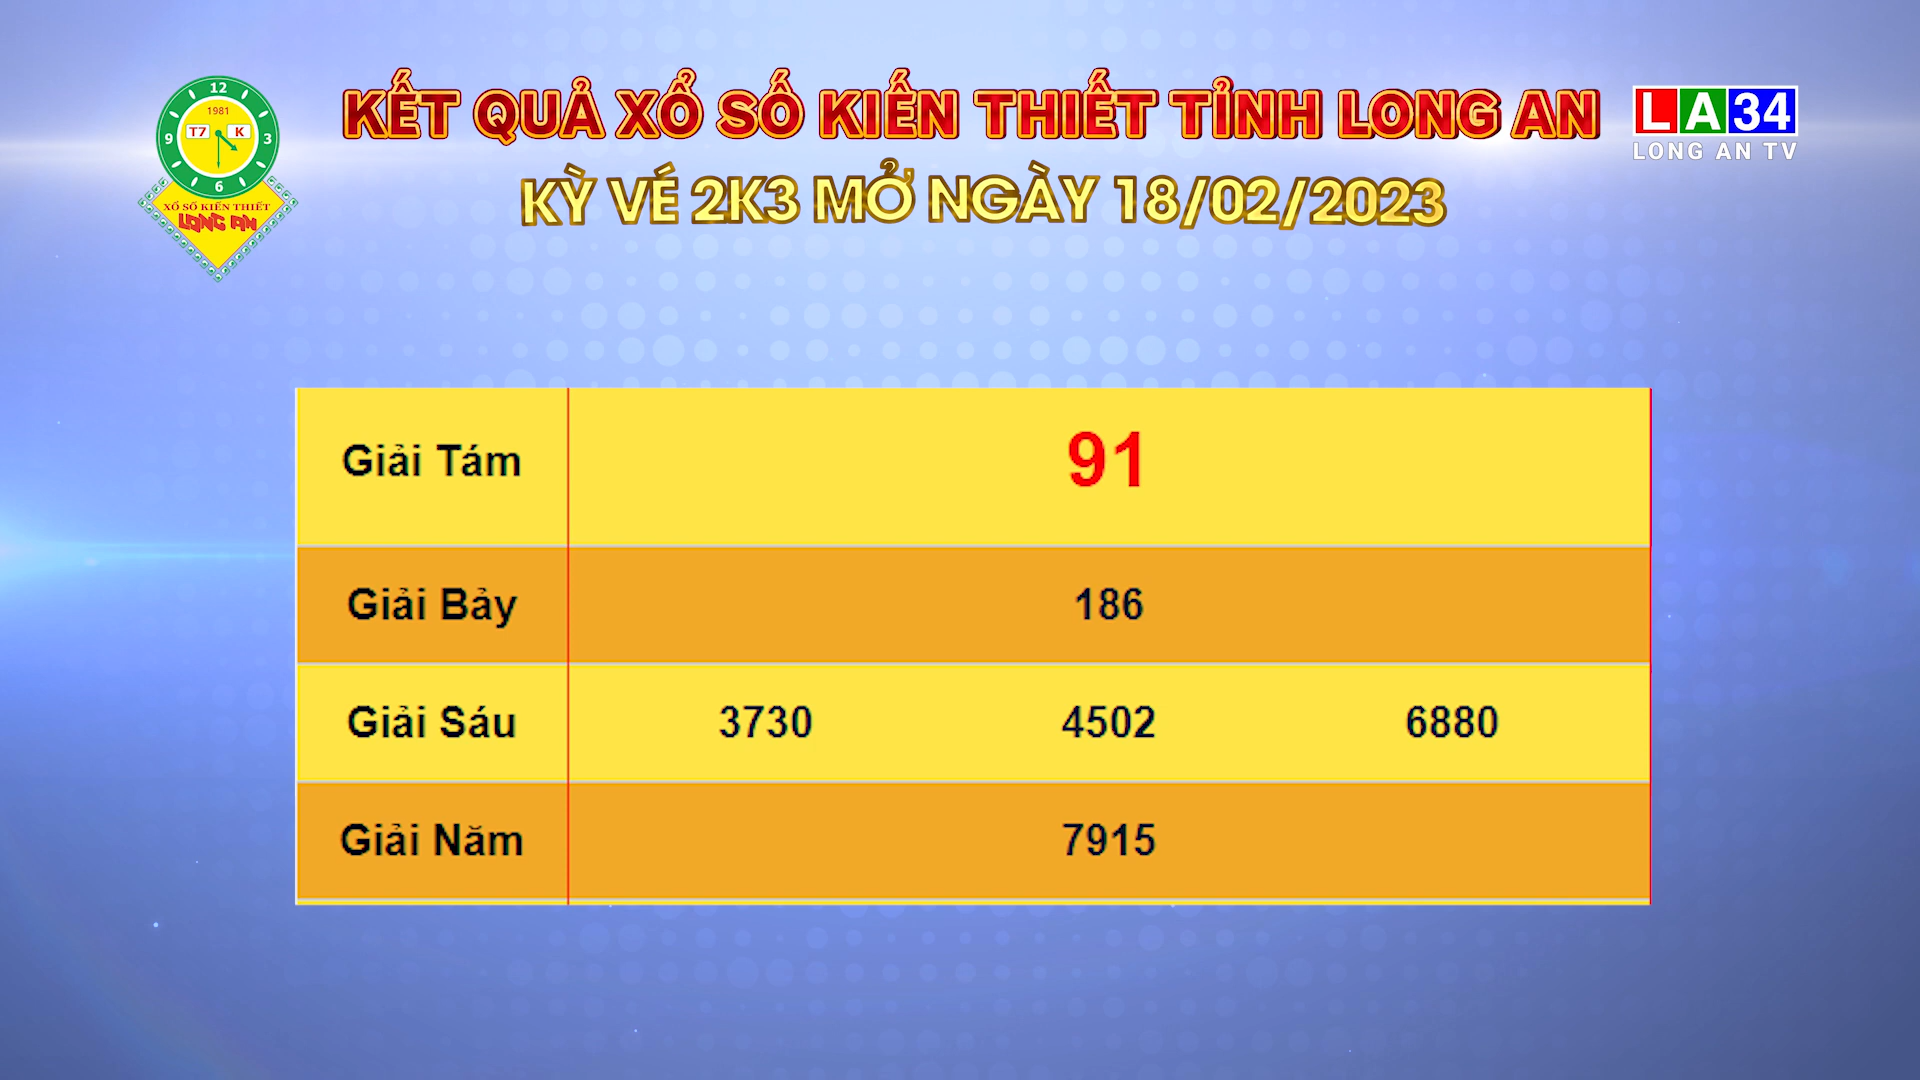 KẾT QUẢ XỔ SỐ KIẾN THIẾT TỈNH LONG AN
KỲ VÉ 2K3 MỞ NGÀY 18/02/2023
LA34
LONG AN TV
12
1981
T7 K
9 3
6
XỔ SỐ KIẾN THIẾT
LONG AN
Giải Tám 91
Giải Bảy 186
Giải Sáu 3730 4502 6880
Giải Năm 7915